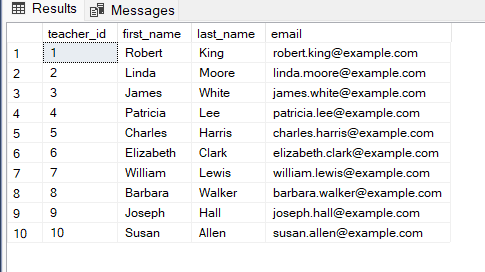 Results Messages
teacher_id first_name last_name email
1 1 Robert King robert.king@example.com
2 2 Linda Moore linda.moore@example.com
3 3 James White james.white@example.com
4 4 Patricia Lee patricia.lee@example.com
5 5 Charles Harris charles.harris@example.com
6 6 Elizabeth Clark elizabeth.clark@example.com
7 7 William Lewis william.lewis@example.com
8 8 Barbara Walker barbara.walker@example.com
9 9 Joseph Hall joseph.hall@example.com
10 10 Susan Allen susan.allen@example.com